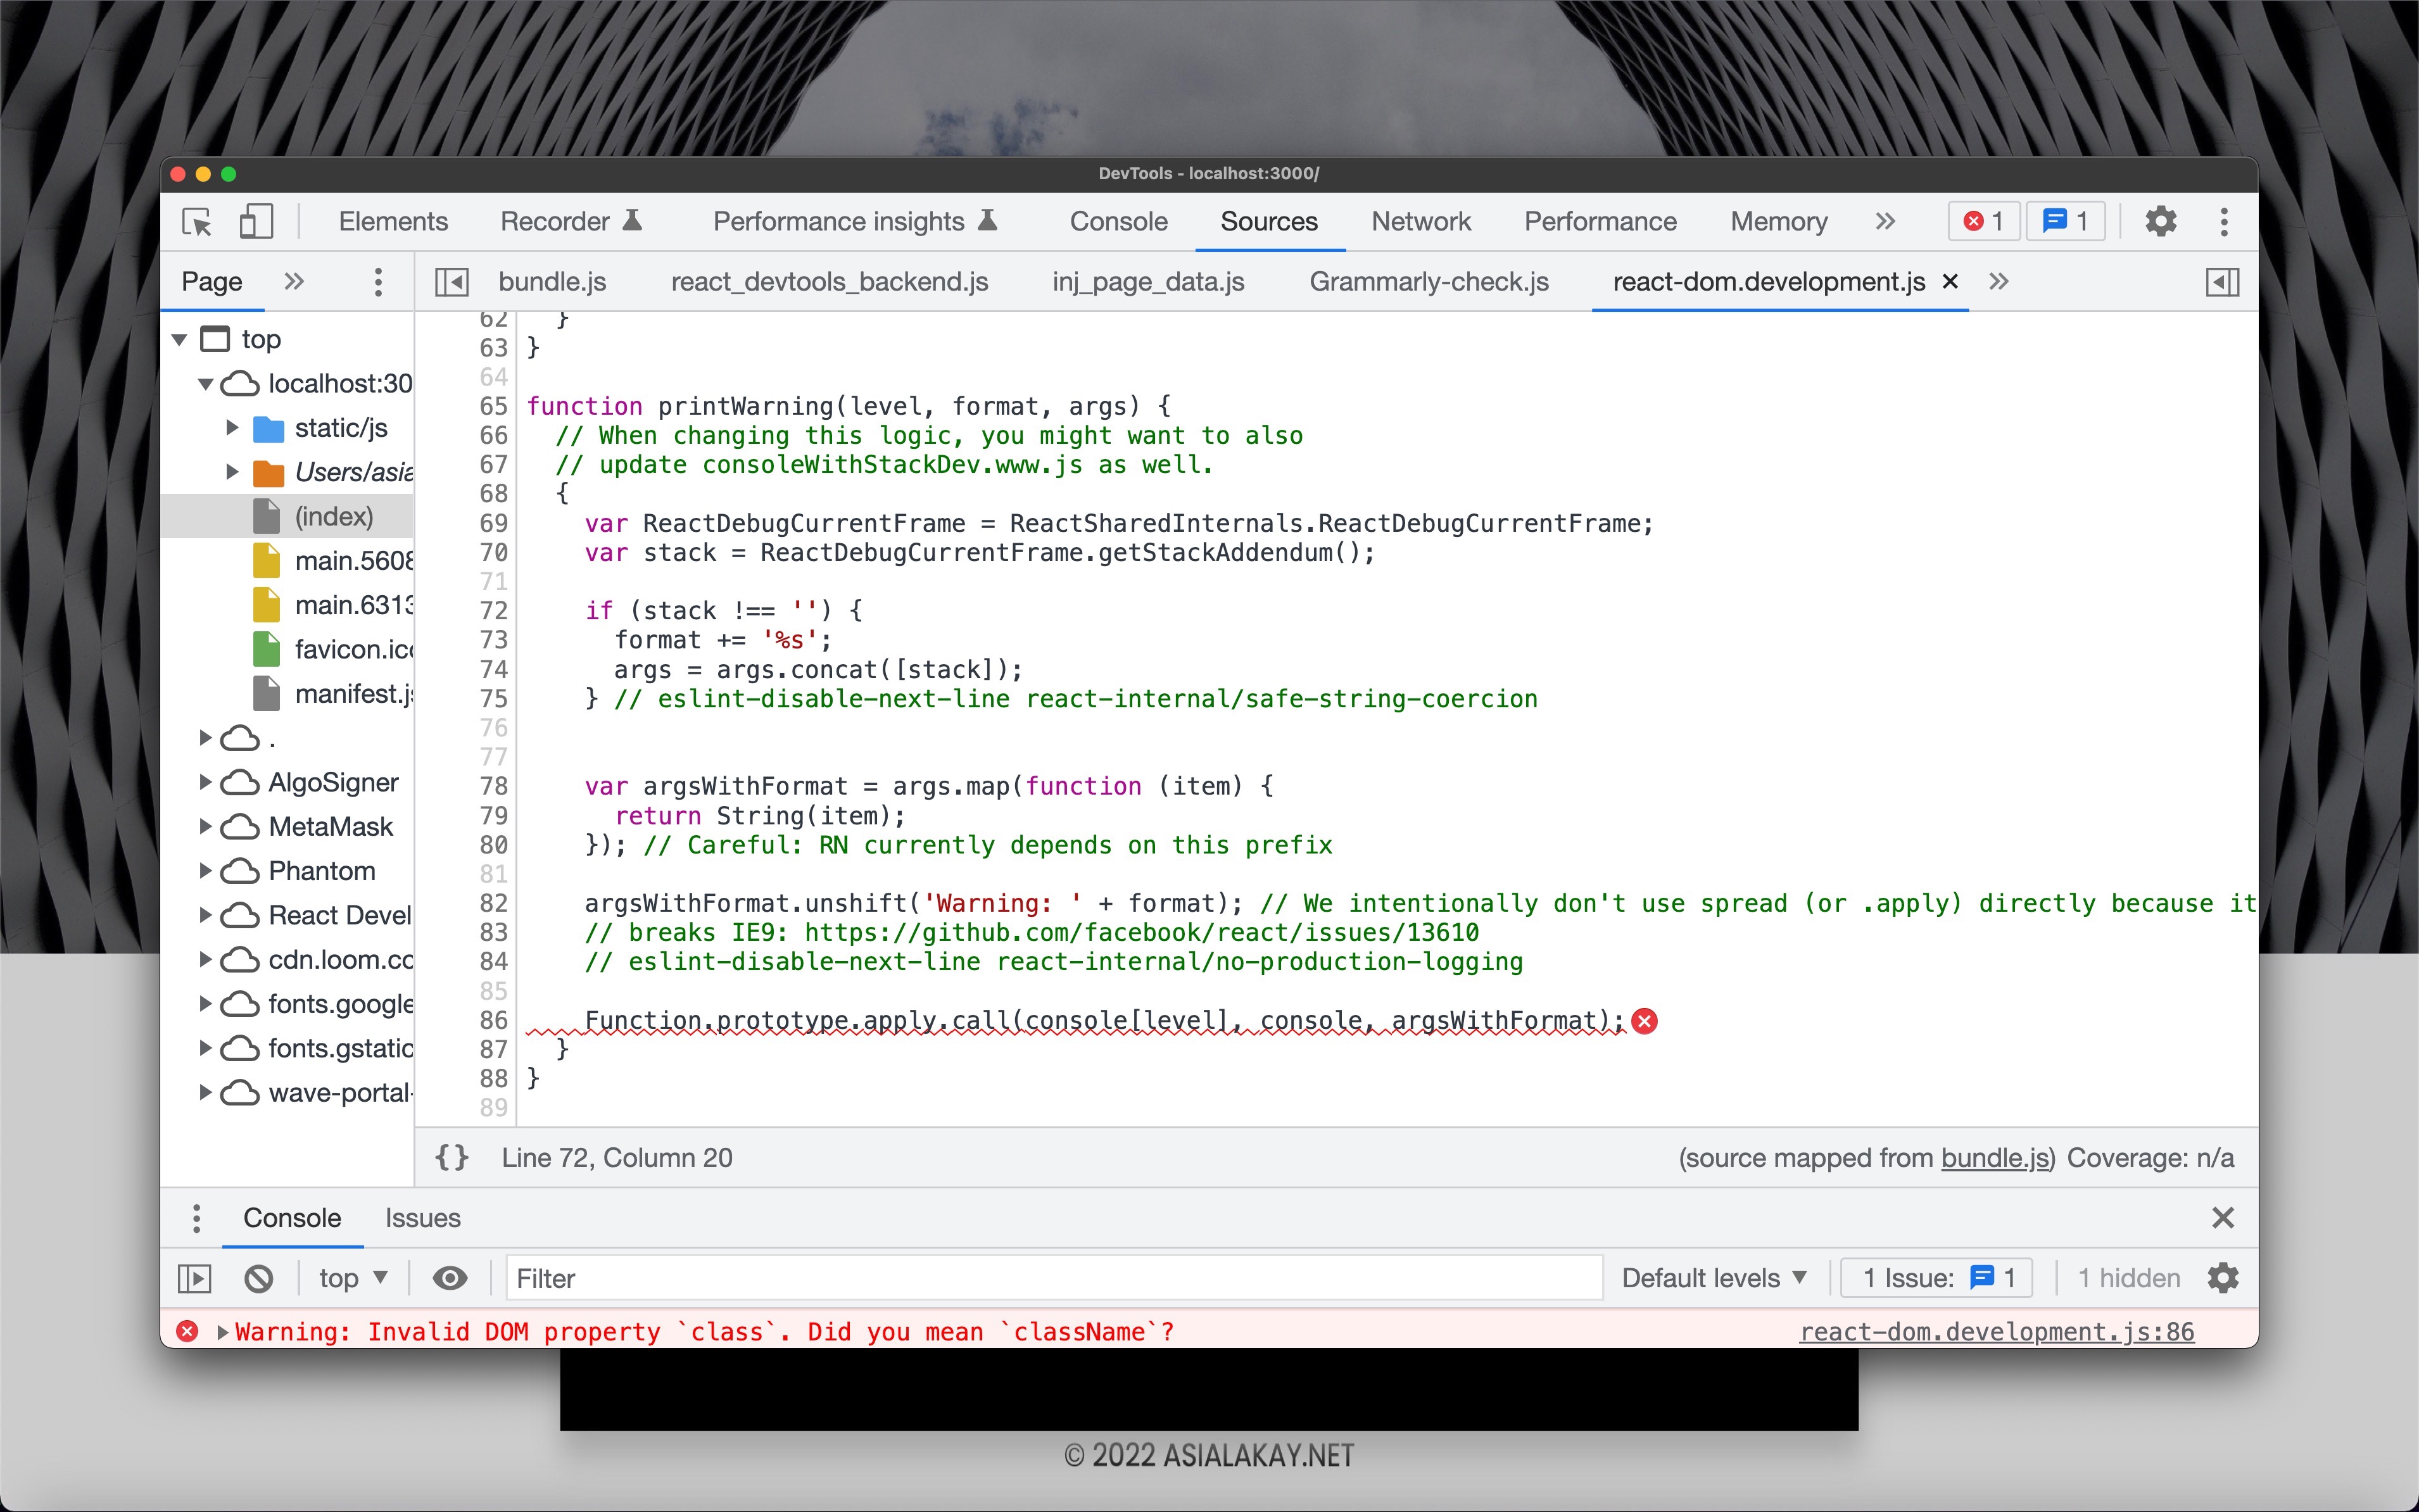 DevTools - localhost:3000/
Elements Recorder Performance insights Console Sources Network Performance Memory 1 1
Page bundle.js react_devtools_backend.js inj_page_data.js Grammarly-check.js react-dom.development.js
top
localhost:30
static/js
Users/asia
(index)
main.5608
main.6313
favicon.ico
manifest.js
.
AlgoSigner
MetaMask
Phantom
React Devel
cdn.loom.co
fonts.google
fonts.gstatic
wave-portal-
62   }
63 }
64
65 function printWarning(level, format, args) {
66   // When changing this logic, you might want to also
67   // update consoleWithStackDev.www.js as well.
68   {
69     var ReactDebugCurrentFrame = ReactSharedInternals.ReactDebugCurrentFrame;
70     var stack = ReactDebugCurrentFrame.getStackAddendum();
71
72     if (stack !== '') {
73       format += '%s';
74       args = args.concat([stack]);
75     } // eslint-disable-next-line react-internal/safe-string-coercion
76
77
78     var argsWithFormat = args.map(function (item) {
79       return String(item);
80     }); // Careful: RN currently depends on this prefix
81
82     argsWithFormat.unshift('Warning: ' + format); // We intentionally don't use spread (or .apply) directly because it
83     // breaks IE9: https://github.com/facebook/react/issues/13610
84     // eslint-disable-next-line react-internal/no-production-logging
85
86     Function.prototype.apply.call(console[level], console, argsWithFormat);
87   }
88 }
89
{} Line 72, Column 20 (source mapped from bundle.js) Coverage: n/a
Console Issues
top Filter Default levels 1 Issue: 1 1 hidden
Warning: Invalid DOM property `class`. Did you mean `className`? react-dom.development.js:86
© 2022 ASIALAKAY.NET